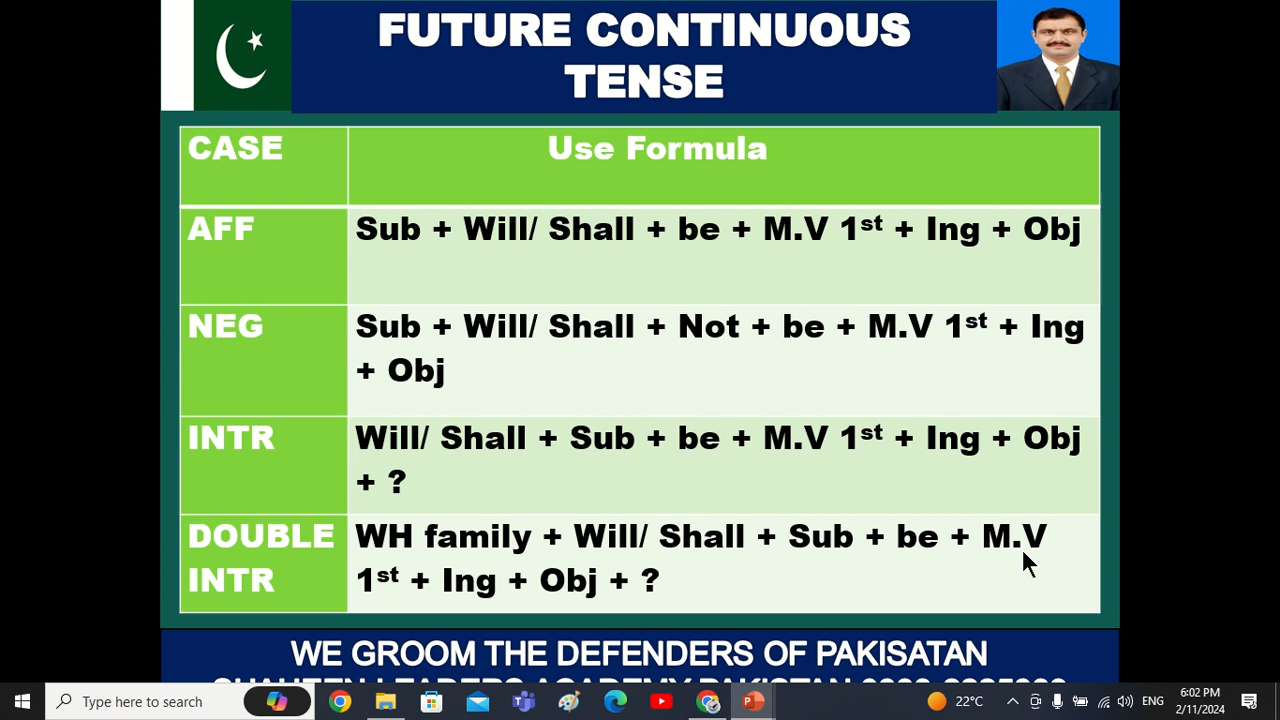 FUTURE CONTINUOUS
TENSE
CASE
Use Formula
AFF
Sub + Will/ Shall + be + M.V 1st + Ing + Obj
NEG
Sub + Will/ Shall + Not + be + M.V 1st + Ing
+ Obj
INTR
Will/ Shall + Sub + be + M.V 1st + Ing + Obj
+ ?
DOUBLE
INTR
WH family + Will/ Shall + Sub + be + M.V
1st + Ing + Obj + ?
WE GROOM THE DEFENDERS OF PAKISATAN
Type here to search
22°C
ENG
6:02 PM
2/11/2024